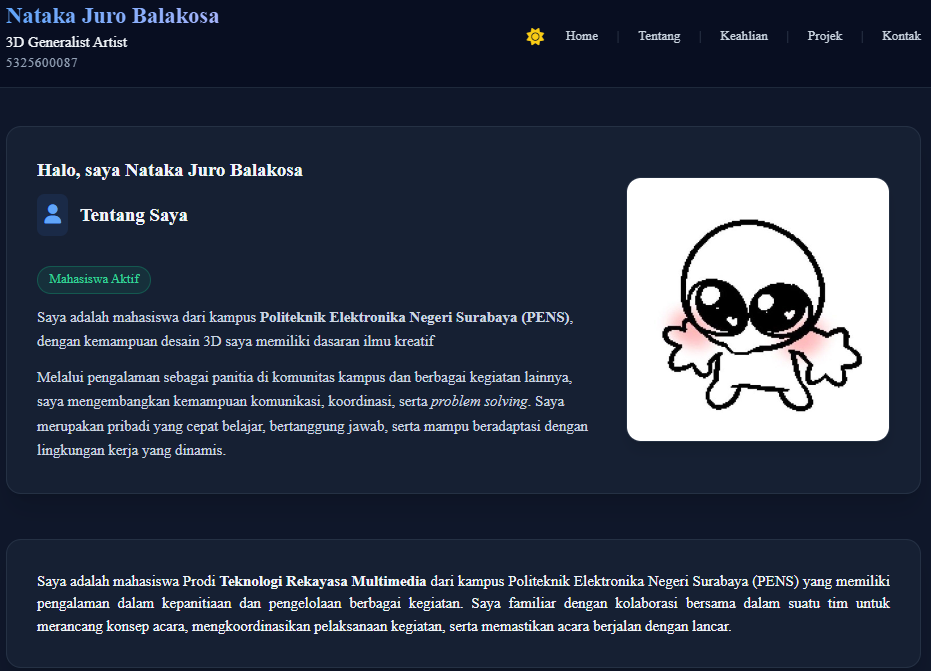 Nataka Juro Balakosa
3D Generalist Artist
5325600087
Home | Tentang | Keahlian | Projek | Kontak
Halo, saya Nataka Juro Balakosa
Tentang Saya
Mahasiswa Aktif
Saya adalah mahasiswa dari kampus Politeknik Elektronika Negeri Surabaya (PENS),
dengan kemampuan desain 3D saya memiliki dasaran ilmu kreatif
Melalui pengalaman sebagai panitia di komunitas kampus dan berbagai kegiatan lainnya,
saya mengembangkan kemampuan komunikasi, koordinasi, serta problem solving. Saya
merupakan pribadi yang cepat belajar, bertanggung jawab, serta mampu beradaptasi dengan
lingkungan kerja yang dinamis.
Saya adalah mahasiswa Prodi Teknologi Rekayasa Multimedia dari kampus Politeknik Elektronika Negeri Surabaya (PENS) yang memiliki
pengalaman dalam kepanitiaan dan pengelolaan berbagai kegiatan. Saya familiar dengan kolaborasi bersama dalam suatu tim untuk
merancang konsep acara, mengkoordinasikan pelaksanaan kegiatan, serta memastikan acara berjalan dengan lancar.